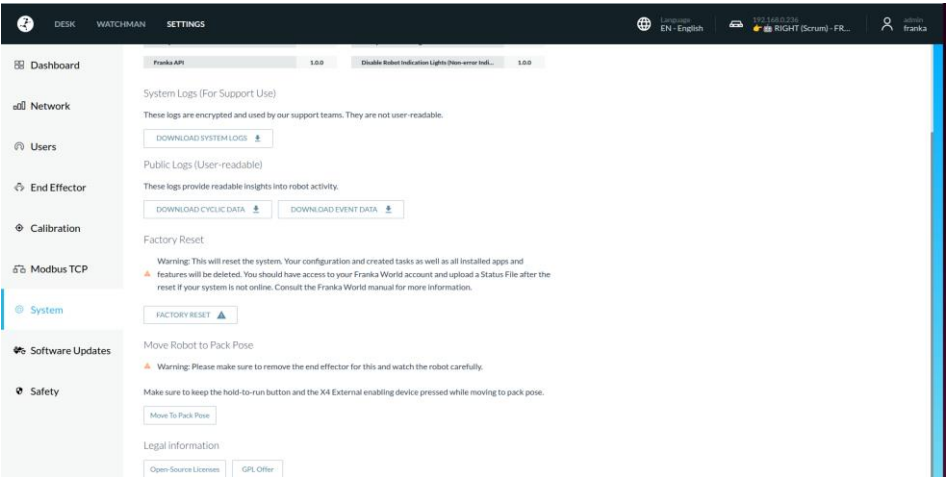 DESK WATCHMAN SETTINGS
Language
EN - English
192.168.0.236
RIGHT (Scrum) - FR...
admin
franka
Dashboard
Network
Users
End Effector
Calibration
Modbus TCP
System
Software Updates
Safety
Franka API 1.0.0 Disable Robot Indication Lights (Non-error indi... 1.0.0
System Logs (For Support Use)
These logs are encrypted and used by our support teams. They are not user-readable.
DOWNLOAD SYSTEM LOGS
Public Logs (User-readable)
These logs provide readable insights into robot activity.
DOWNLOAD CYCLIC DATA DOWNLOAD EVENT DATA
Factory Reset
Warning: This will reset the system. Your configuration and created tasks as well as all installed apps and
features will be deleted. You should have access to your Franka World account and upload a Status File after the
reset if your system is not online. Consult the Franka World manual for more information.
FACTORY RESET
Move Robot to Pack Pose
Warning: Please make sure to remove the end effector for this and watch the robot carefully.
Make sure to keep the hold-to-run button and the X4 External enabling device pressed while moving to pack pose.
Move To Pack Pose
Legal information
Open-Source Licenses GPL Offer